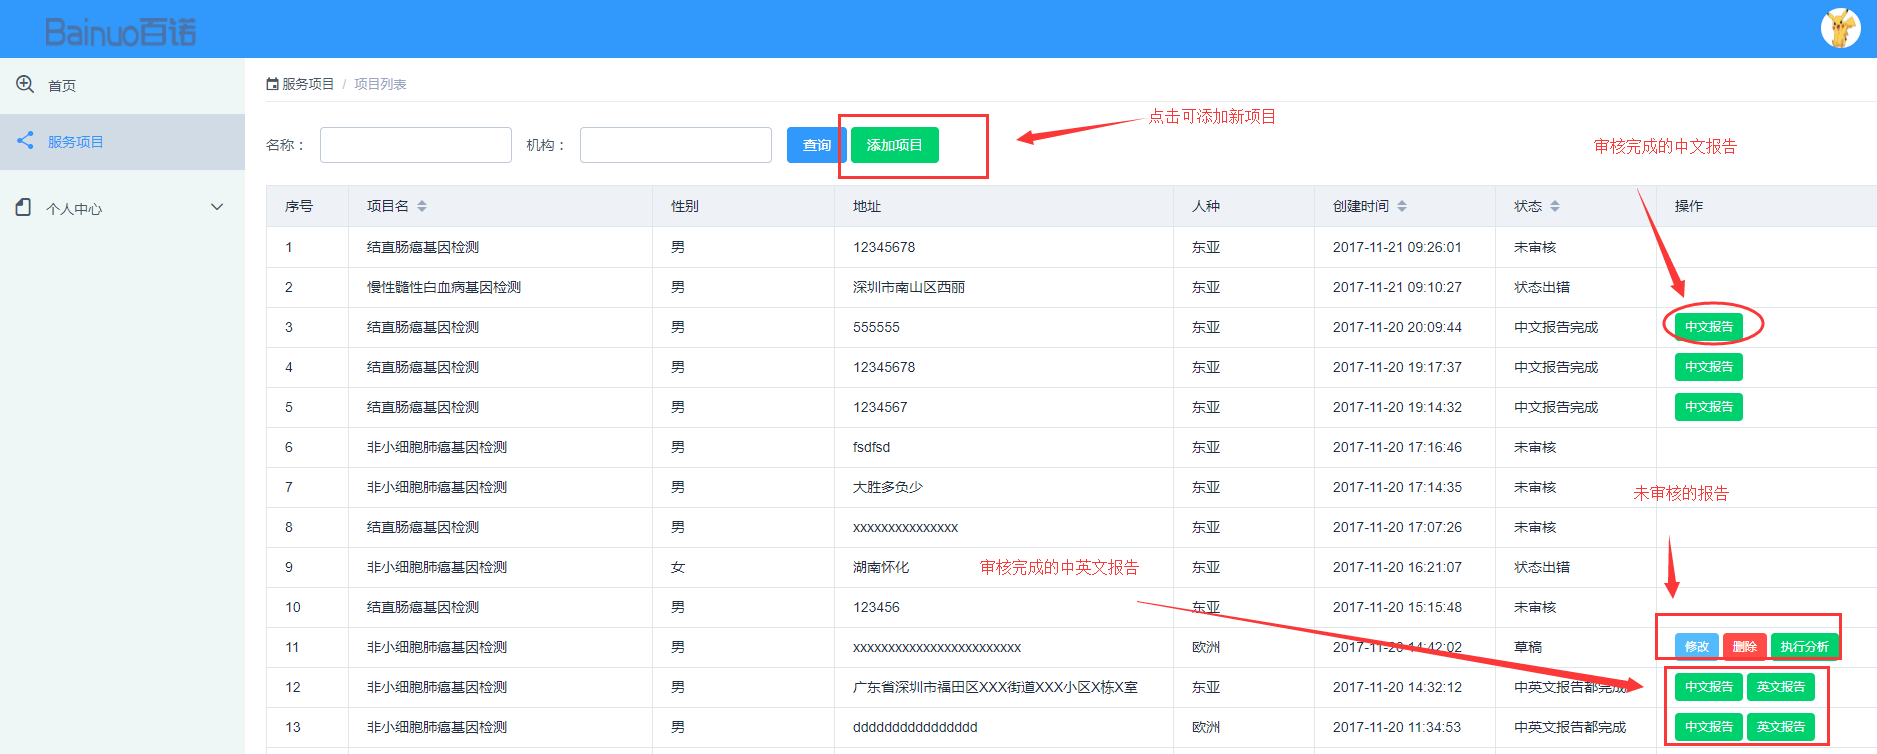 Bainuo百诺
首页
服务项目
个人中心
服务项目 / 项目列表
点击可添加新项目
名称：
机构：
查询
添加项目
审核完成的中文报告
序号 项目名 性别 地址 人种 创建时间 状态 操作
1 结直肠癌基因检测 男 12345678 东亚 2017-11-21 09:26:01 未审核
2 慢性髓性白血病基因检测 男 深圳市南山区西丽 东亚 2017-11-21 09:10:27 状态出错
3 结直肠癌基因检测 男 555555 东亚 2017-11-20 20:09:44 中文报告完成 中文报告
4 结直肠癌基因检测 男 12345678 东亚 2017-11-20 19:17:37 中文报告完成 中文报告
5 结直肠癌基因检测 男 1234567 东亚 2017-11-20 19:14:32 中文报告完成 中文报告
6 非小细胞肺癌基因检测 男 fsdfsd 东亚 2017-11-20 17:16:46 未审核
7 非小细胞肺癌基因检测 男 大胜多负少 东亚 2017-11-20 17:14:35 未审核
未审核的报告
8 结直肠癌基因检测 男 xxxxxxxxxxxxxxx 东亚 2017-11-20 17:07:26 未审核
9 非小细胞肺癌基因检测 女 湖南怀化 东亚 2017-11-20 16:21:07 状态出错
审核完成的中英文报告
10 结直肠癌基因检测 男 123456 东亚 2017-11-20 15:15:48 未审核
11 非小细胞肺癌基因检测 男 xxxxxxxxxxxxxxxxxxxxxxxx 欧洲 2017-11-20 14:42:02 草稿 修改 删除 执行分析
12 非小细胞肺癌基因检测 男 广东省深圳市福田区XXX街道XXX小区X栋X室 东亚 2017-11-20 14:32:12 中英文报告都完成 中文报告 英文报告
13 非小细胞肺癌基因检测 男 dddddddddddddddd 欧洲 2017-11-20 11:34:53 中英文报告都完成 中文报告 英文报告